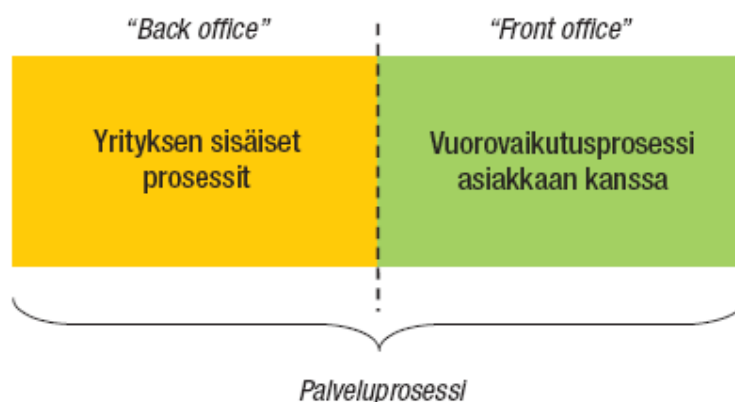 “Back office”
“Front office”
Yrityksen sisäiset
prosessit
Vuorovaikutusprosessi
asiakkaan kanssa
Palveluprosessi